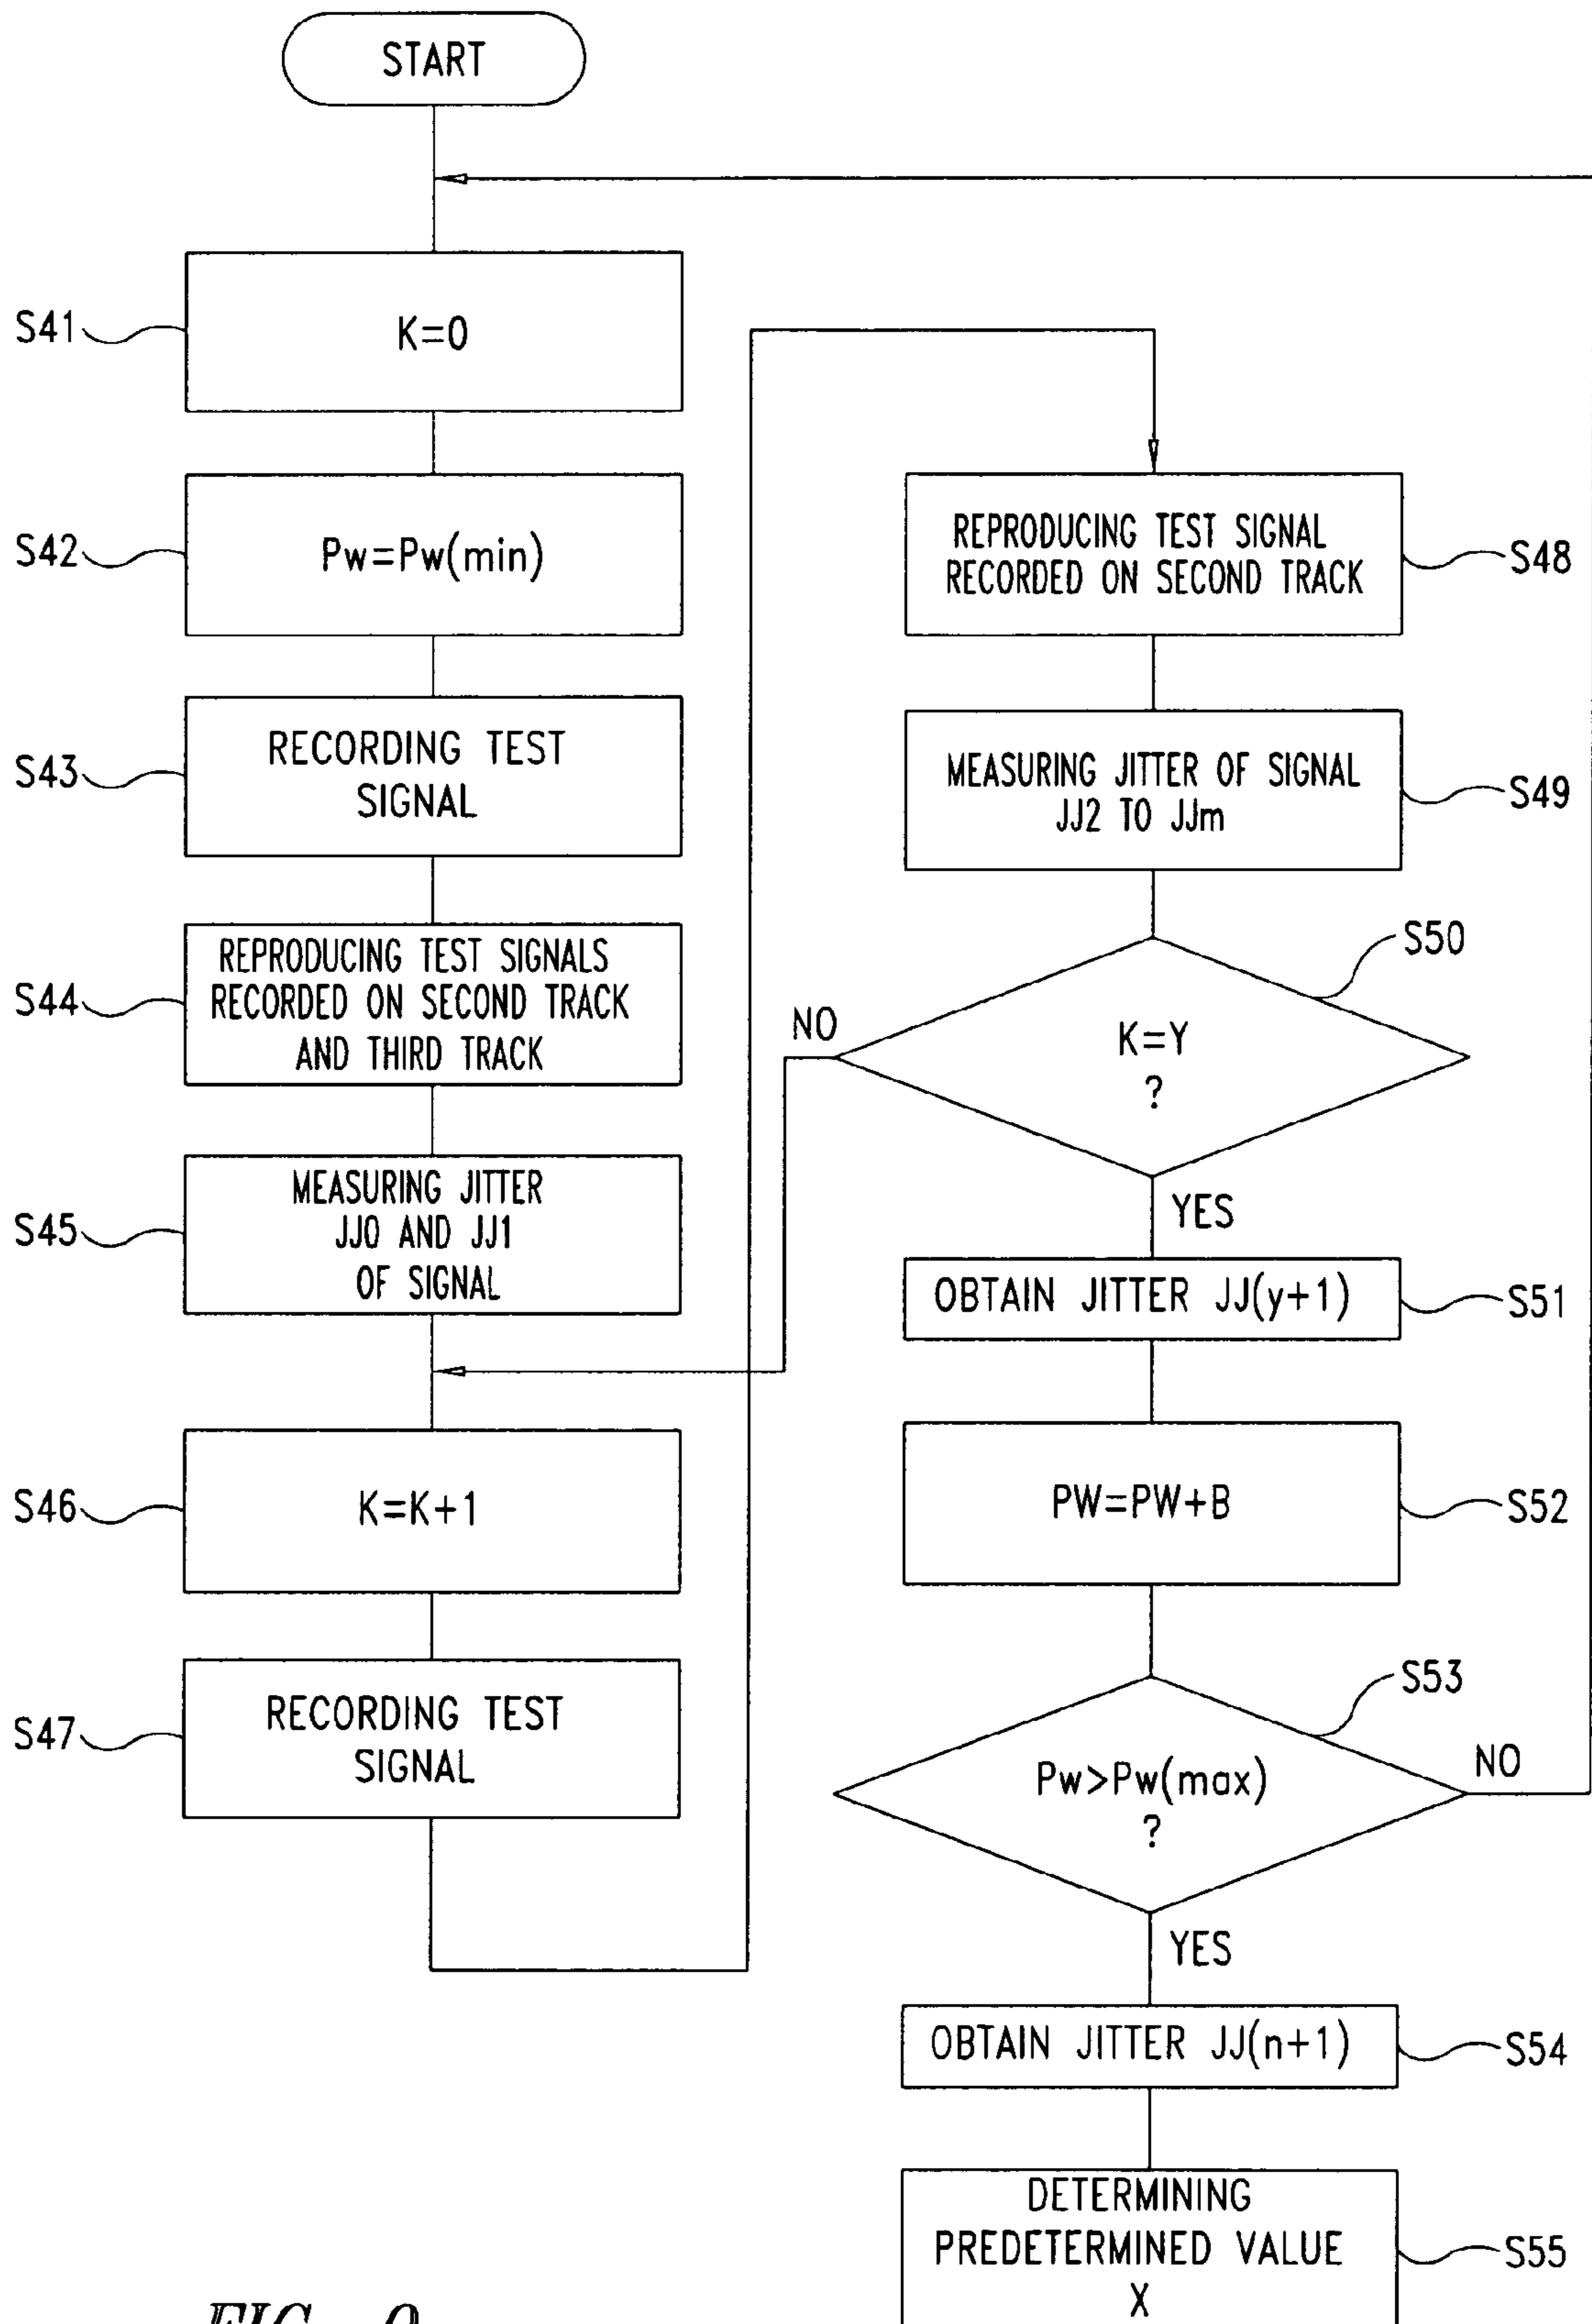 START
S41
K=0
S42
Pw=Pw(min)
S43
RECORDING TEST
SIGNAL
S44
REPRODUCING TEST SIGNALS
RECORDED ON SECOND TRACK
AND THIRD TRACK
S45
MEASURING JITTER
JJ0 AND JJ1
OF SIGNAL
S46
K=K+1
S47
RECORDING TEST
SIGNAL
REPRODUCING TEST SIGNAL
RECORDED ON SECOND TRACK
S48
MEASURING JITTER OF SIGNAL
JJ2 TO JJm
S49
S50
K=Y
?
NO
YES
OBTAIN JITTER JJ(y+1)
S51
PW=PW+B
S52
S53
Pw>Pw(max)
?
NO
YES
OBTAIN JITTER JJ(n+1)
S54
DETERMINING
PREDETERMINED VALUE
X
S55
FIG. 9